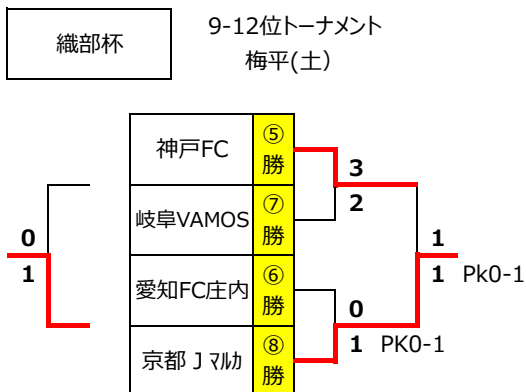 織部杯
9-12位トーナメント
梅平(土）
神戸FC
⑤
勝
3
岐阜VAMOS
⑦
勝
2
0
1
1
1 Pk0-1
愛知FC庄内
⑥
勝
0
京都Ｊﾏﾙｶ
⑧
勝
1 PK0-1